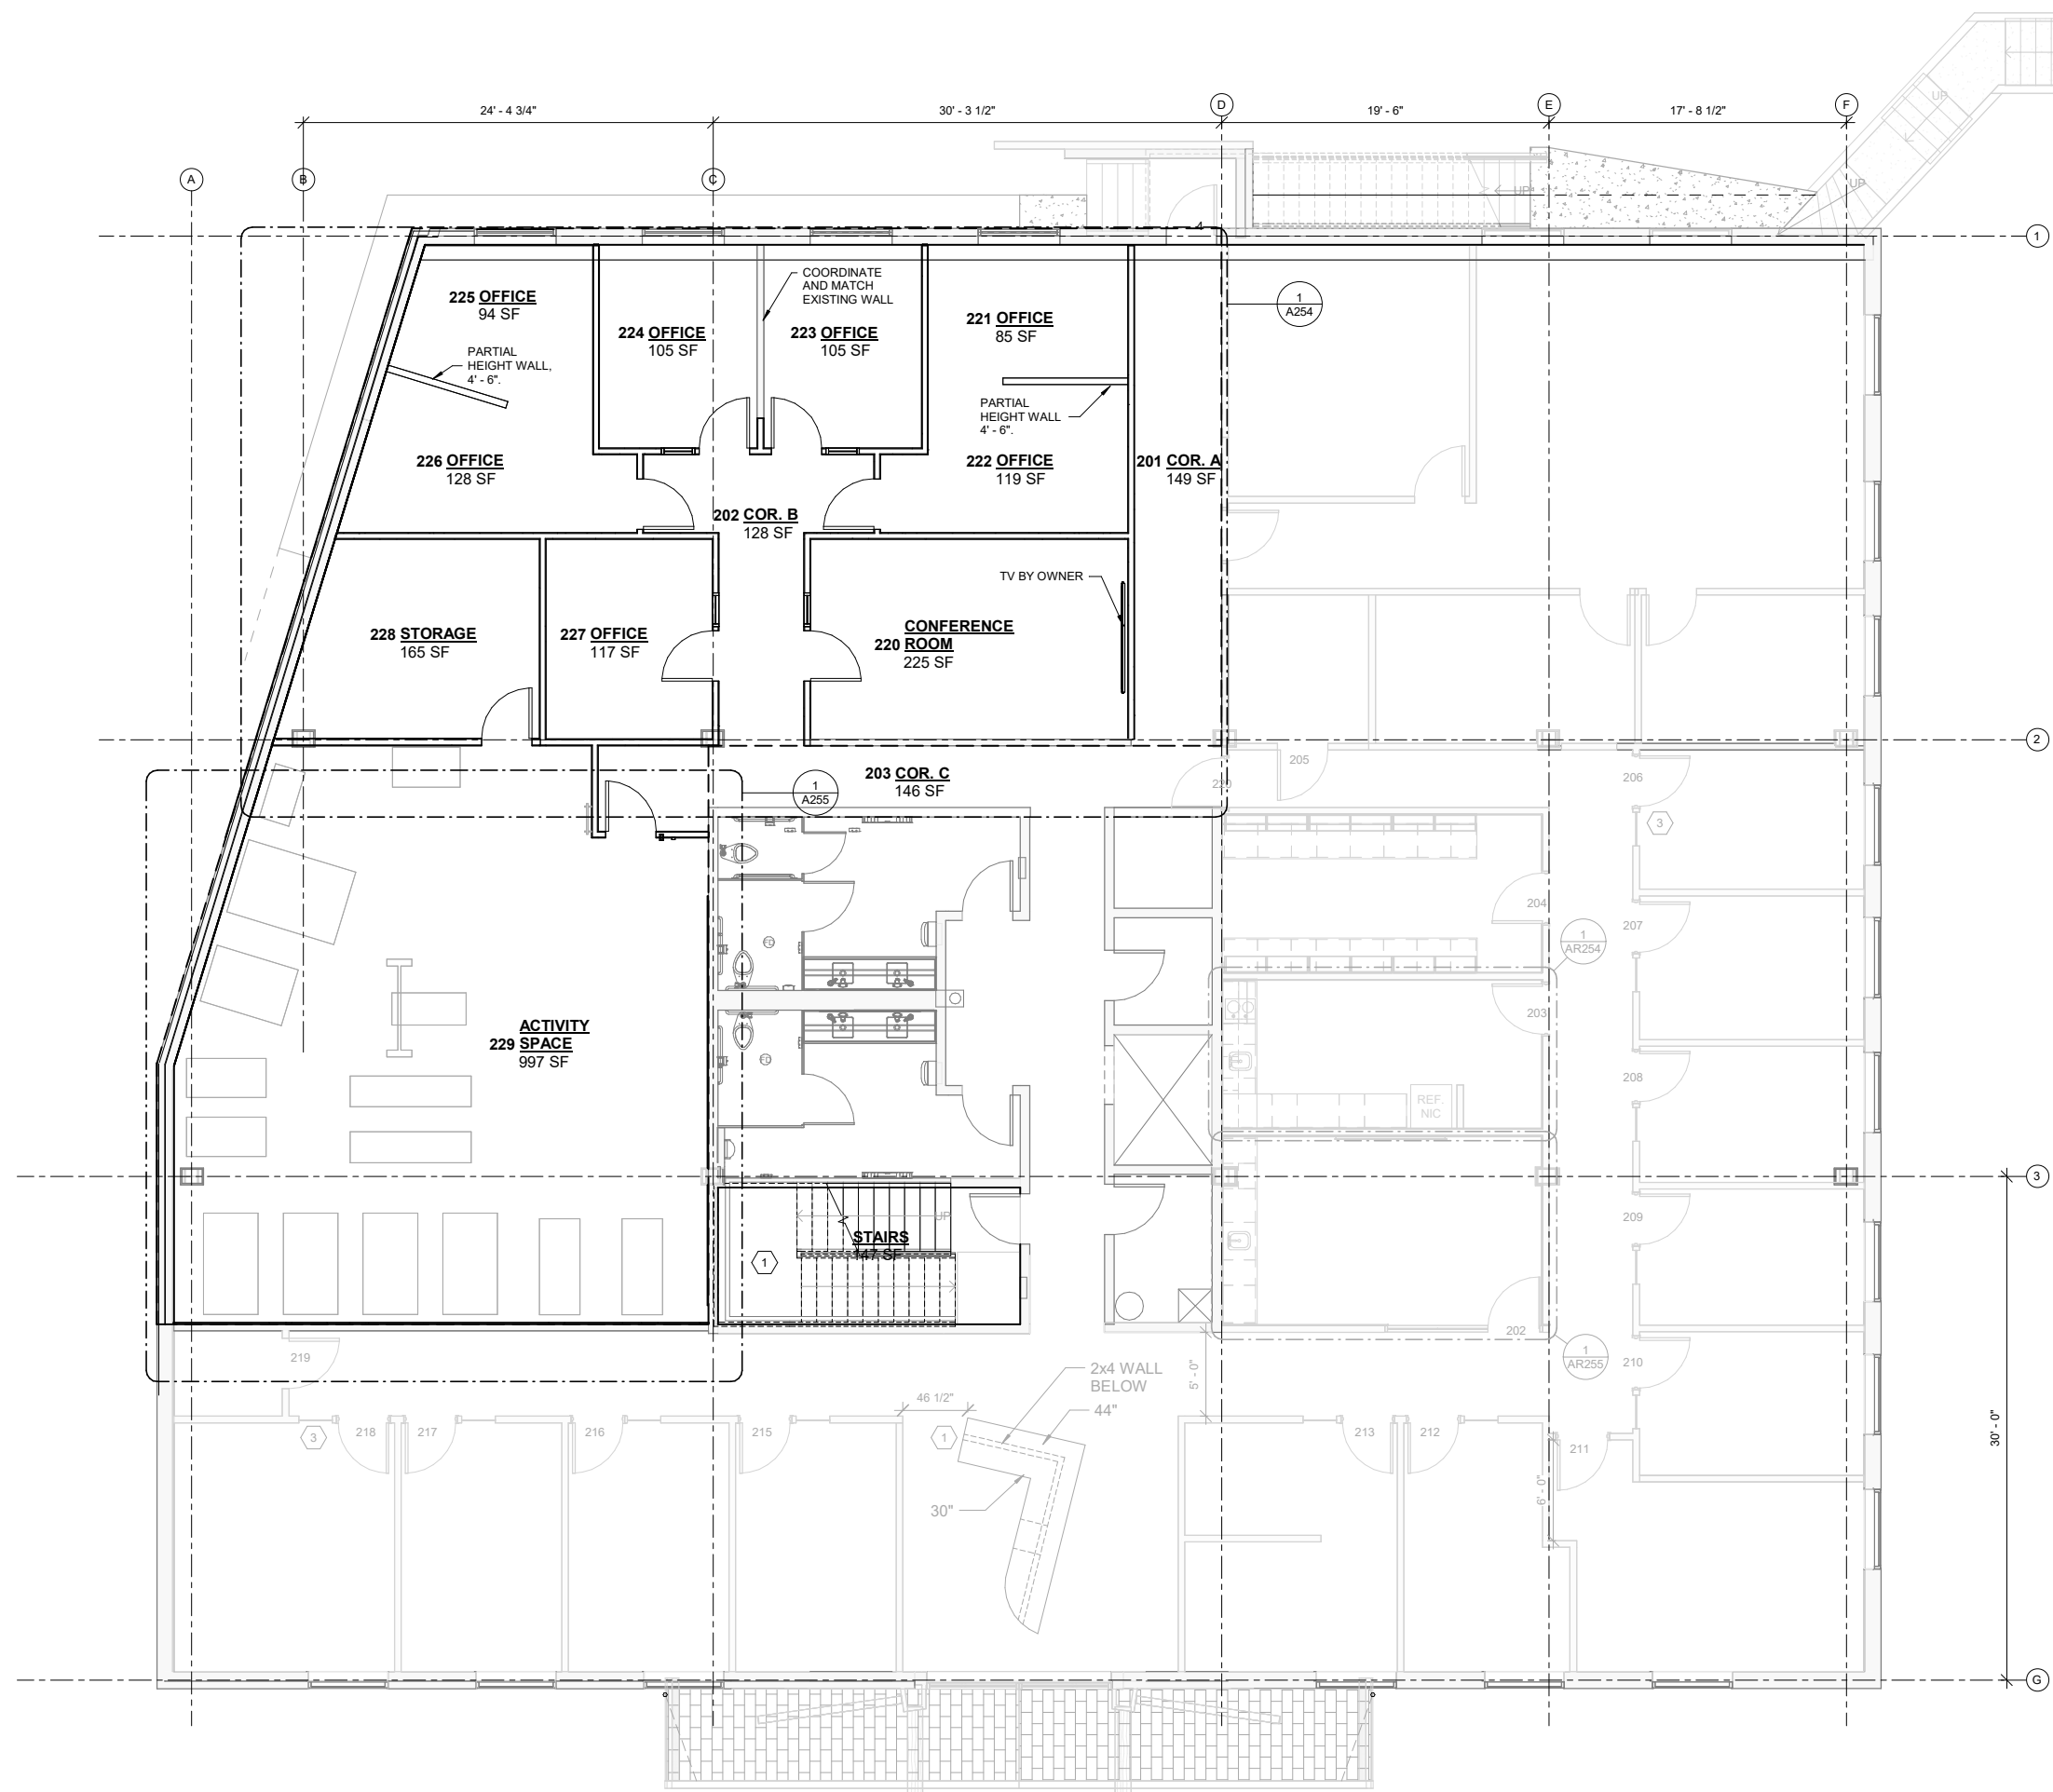 24' - 4 3/4"
30' - 3 1/2"
19' - 6"
17' - 8 1/2"
D
E
F
A
B
C
UP
UP
UP
4
1
225 OFFICE
94 SF
COORDINATE
AND MATCH
EXISTING WALL
1
A254
224 OFFICE
105 SF
223 OFFICE
105 SF
221 OFFICE
85 SF
PARTIAL
HEIGHT WALL,
4' - 6".
PARTIAL
HEIGHT WALL
4' - 6".
226 OFFICE
128 SF
222 OFFICE
119 SF
201 COR. A
149 SF
202 COR. B
128 SF
TV BY OWNER
228 STORAGE
165 SF
227 OFFICE
117 SF
CONFERENCE
220 ROOM
225 SF
2
203 COR. C
146 SF
1
A255
220
205
206
3
204
207
1
AR254
FD
203
ACTIVITY
229 SPACE
997 SF
FD
208
REF.
NIC
3
UP
STAIRS
147 SF
1
209
202
1
AR255
210
219
2x4 WALL
BELOW
44"
5' - 0"
46 1/2"
1
3
218
217
216
215
213
212
211
30"
6' - 0"
30' - 0"
G